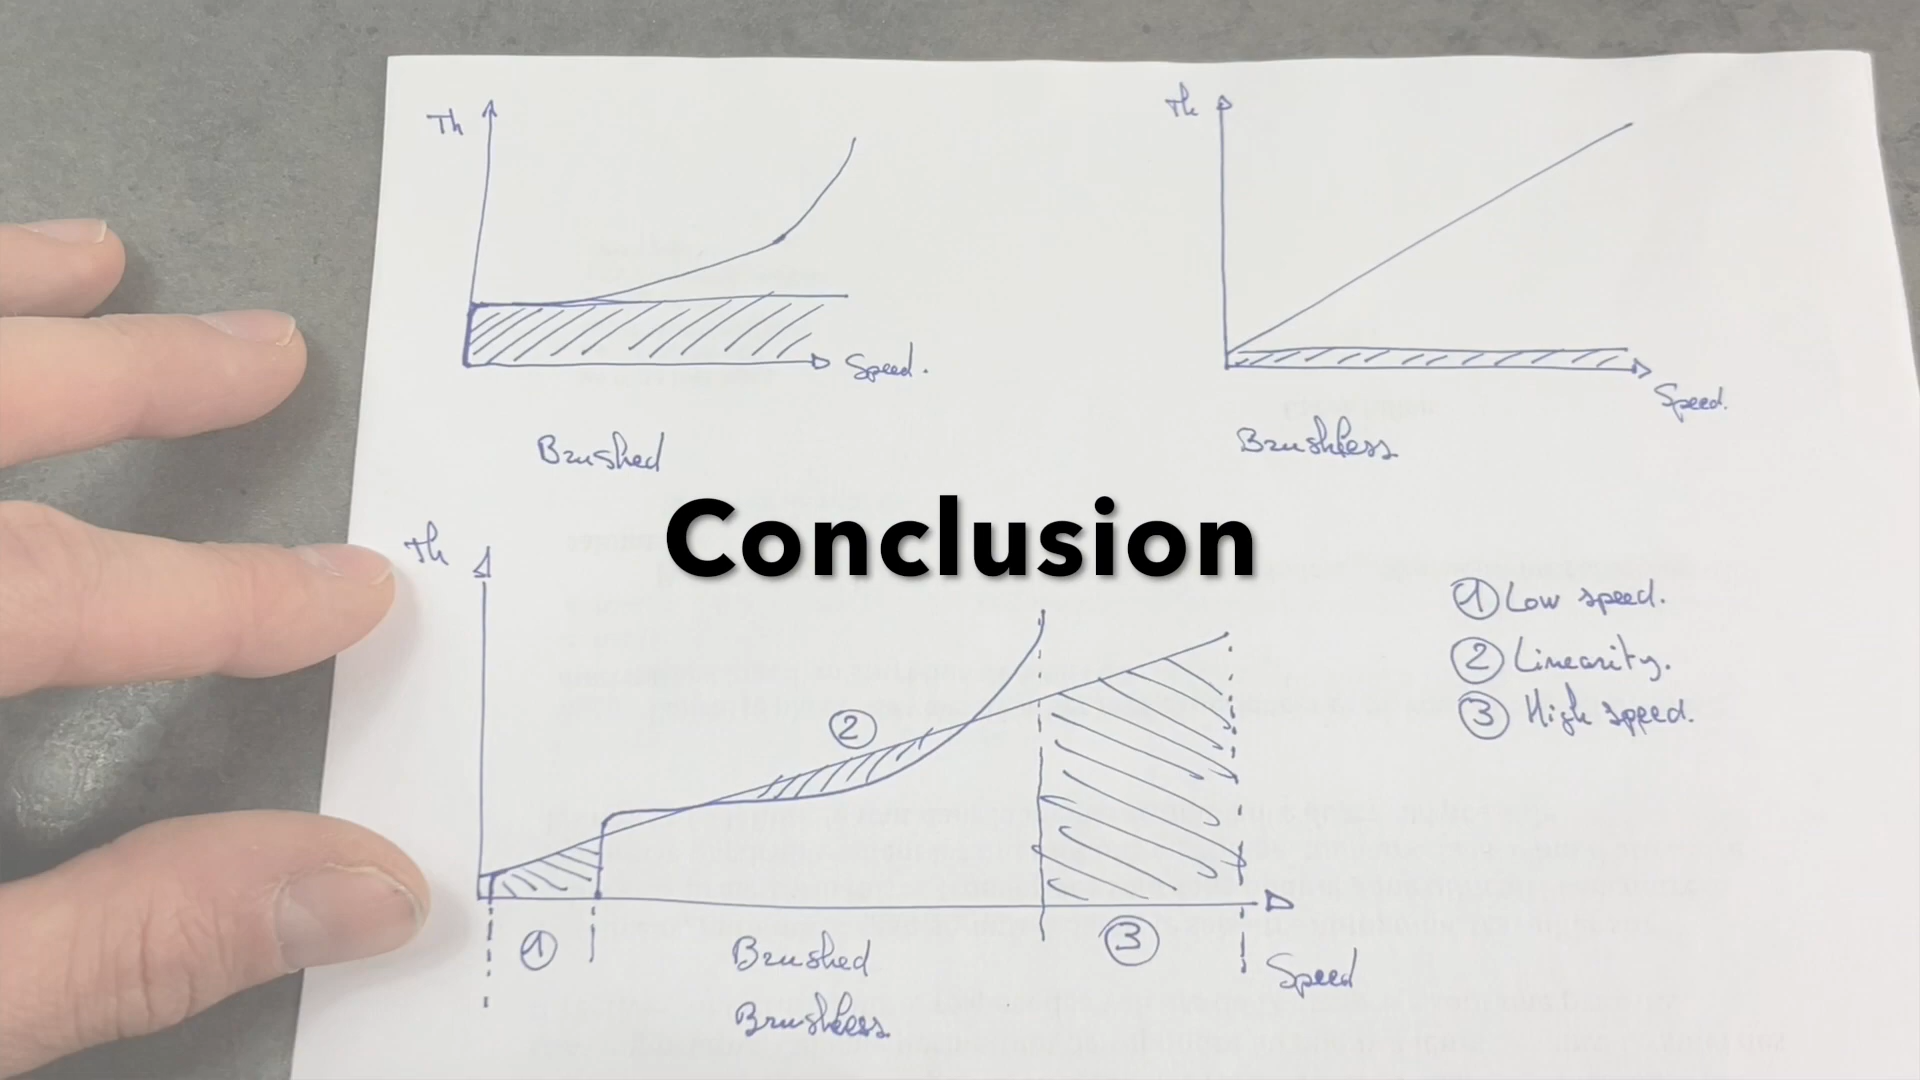 Th
Speed.
Brushed
Th
Speed.
Brushless
Conclusion
Th
2
1
3
Speed
Brushed
Brushless
1 Low speed.
2 Linearity.
3 High speed.